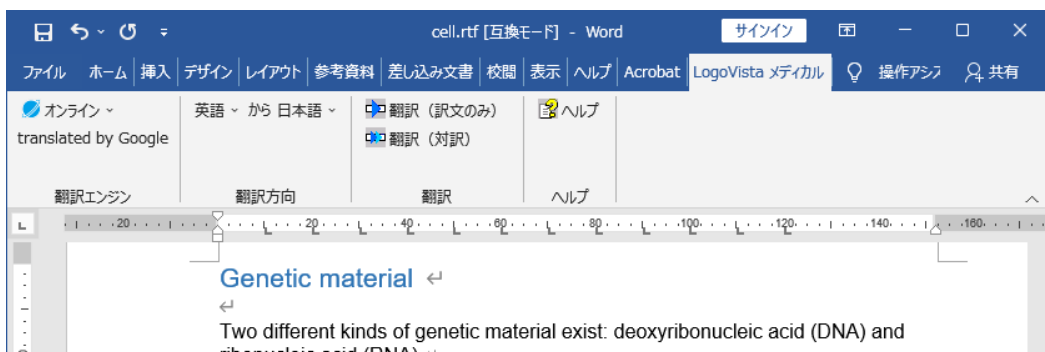 cell.rtf [互換モード] - Word サインイン
ファイル ホーム 挿入 デザイン レイアウト 参考資料 差し込み文書 校閲 表示 ヘルプ Acrobat LogoVista メディカル 操作アシス 共有
オンライン 英語 から 日本語 翻訳（訳文のみ） ヘルプ
translated by Google 翻訳（対訳）
翻訳エンジン 翻訳方向 翻訳 ヘルプ
20 20 40 60 80 100 120 140 160
Genetic material
Two different kinds of genetic material exist: deoxyribonucleic acid (DNA) and